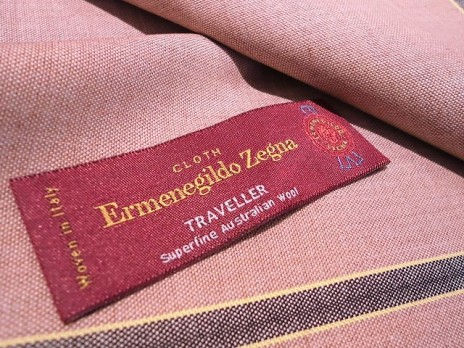 CLOTH
Ermenegildo Zegna
TRAVELLER
Superfine Australian Wool
Woven in Italy